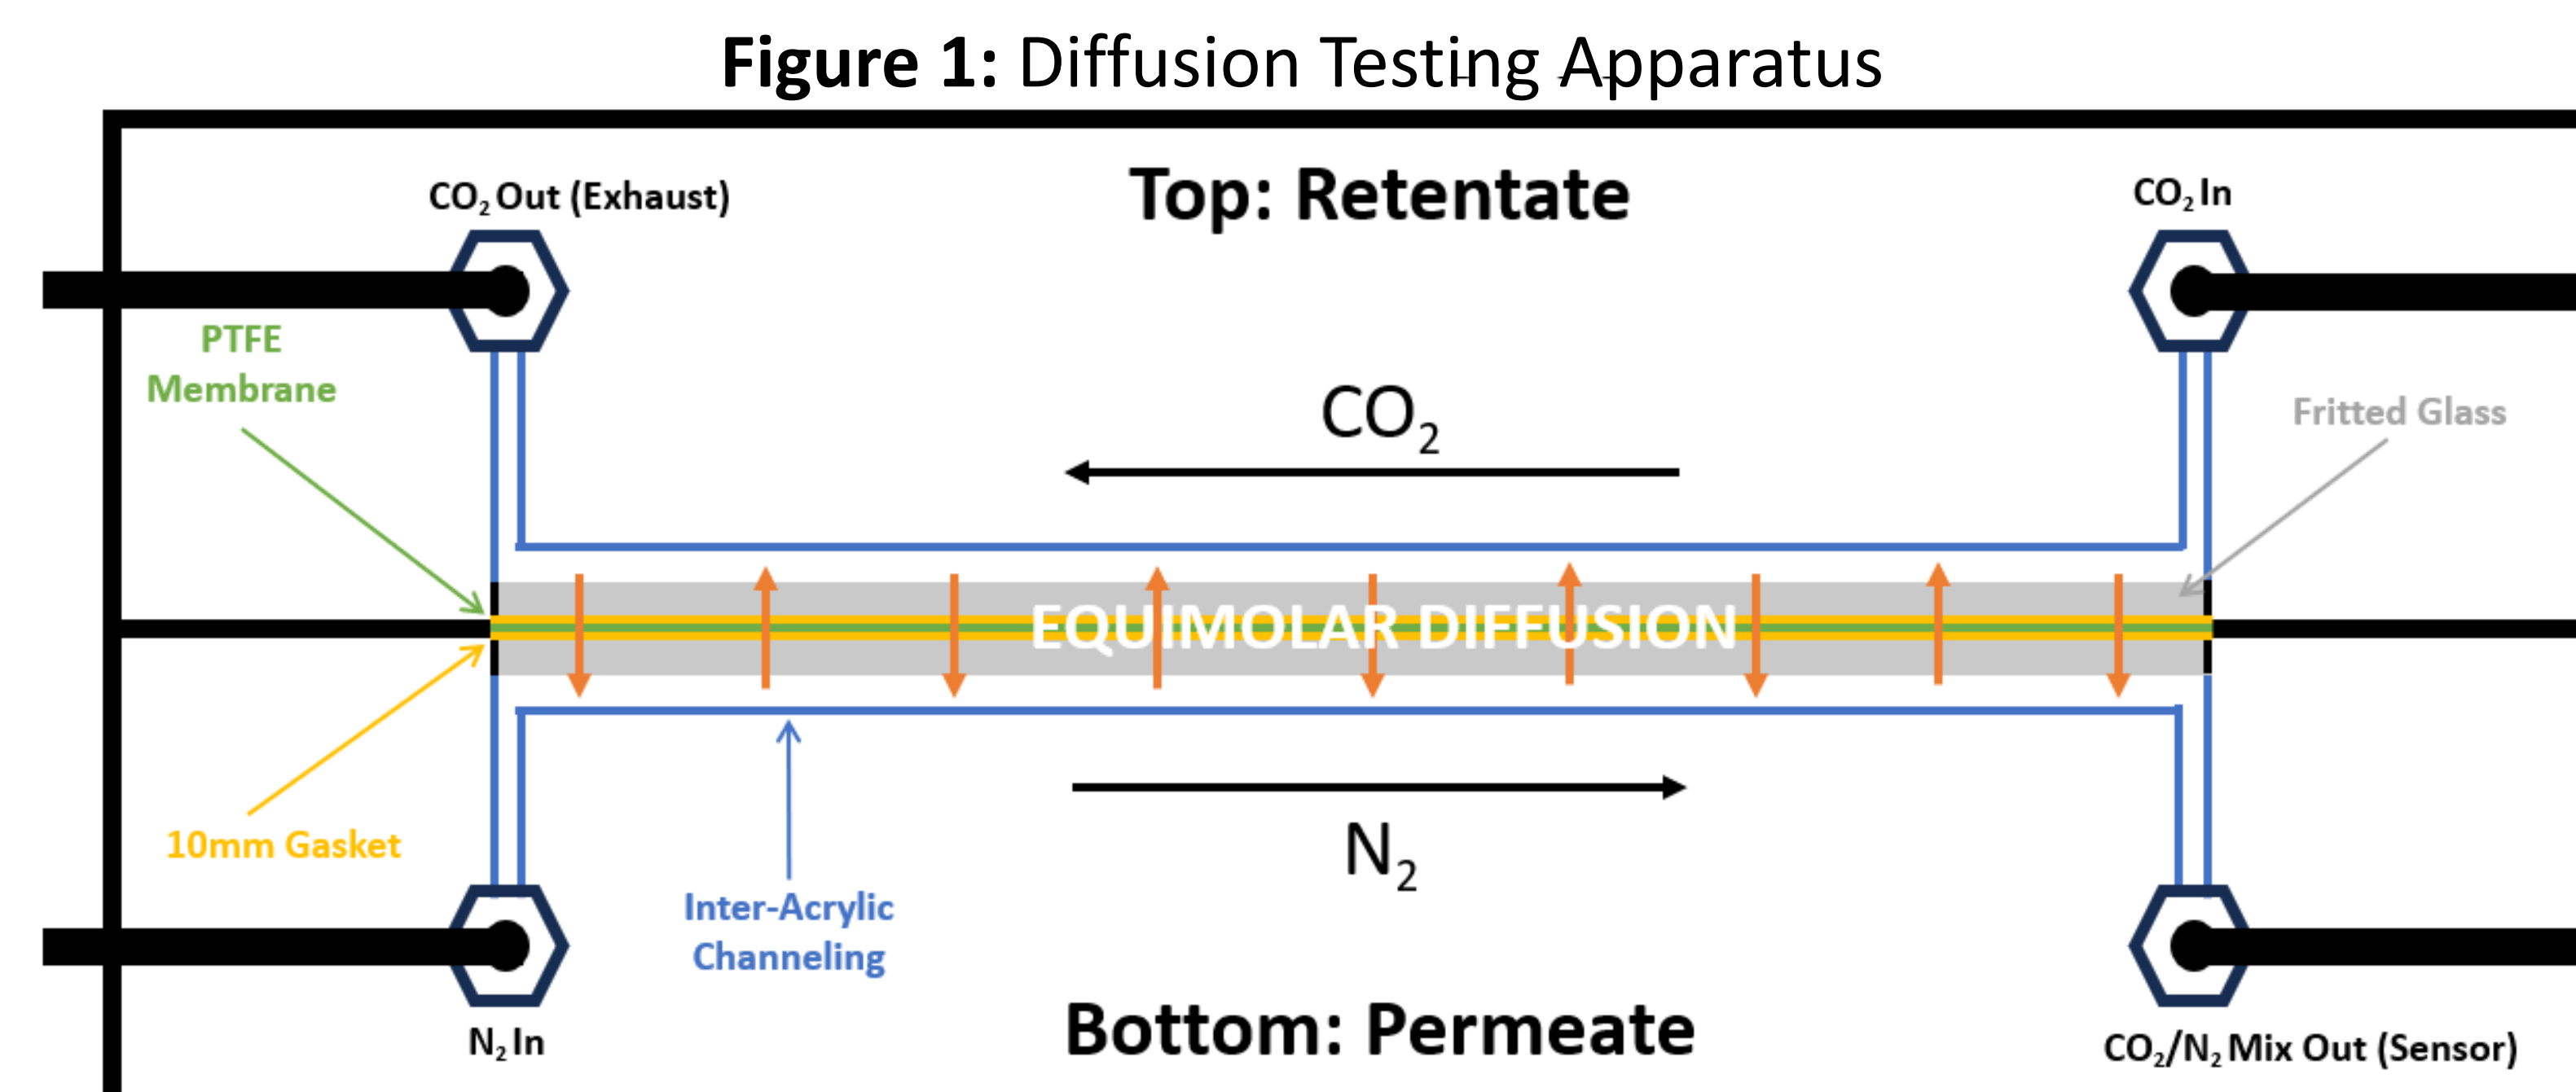 Figure 1: Diffusion Testing Apparatus
Top: Retentate
CO₂ Out (Exhaust)
CO₂ In
PTFE
Membrane
CO₂
Fritted Glass
EQUIMOLAR DIFFUSION
10mm Gasket
N₂
Inter-Acrylic
Channeling
Bottom: Permeate
N₂ In
CO₂/N₂ Mix Out (Sensor)